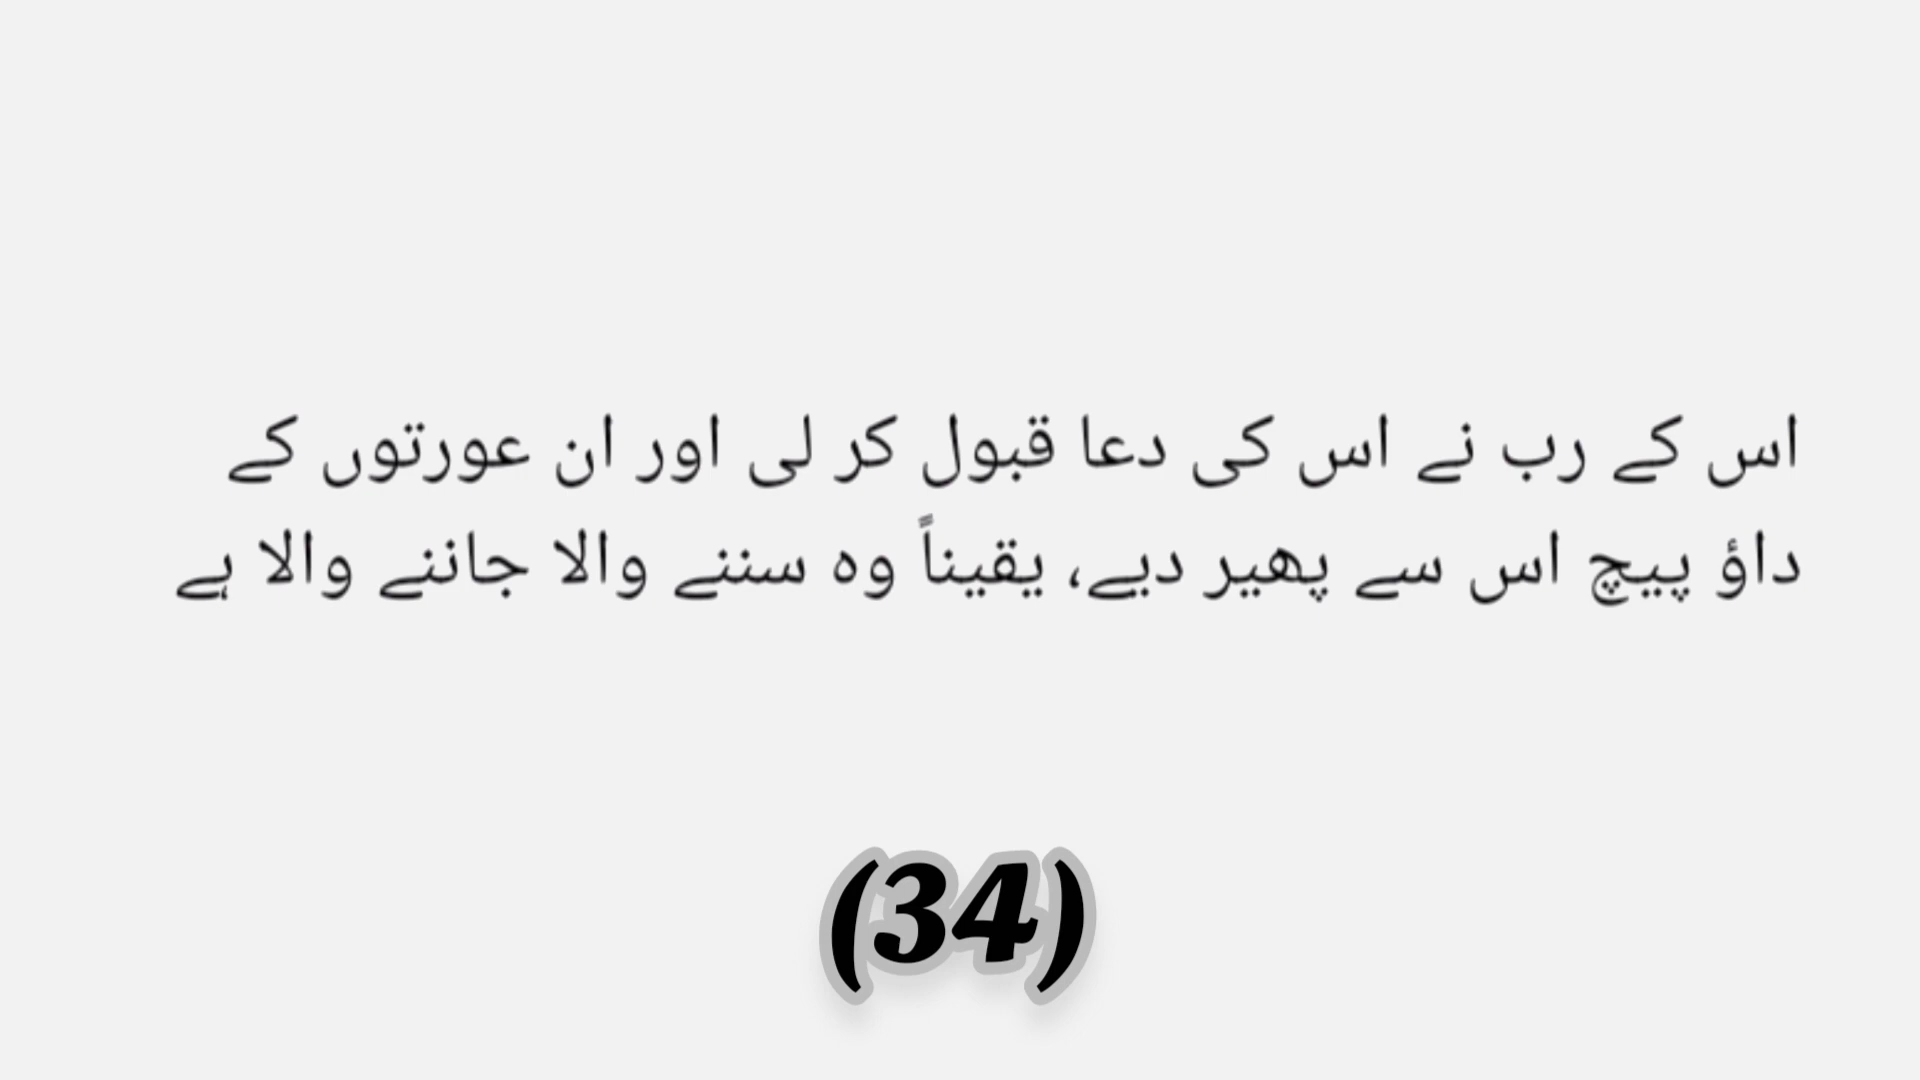 اس کے رب نے اس کی دعا قبول کر لی اور ان عورتوں کے
داؤ پیچ اس سے پھیر دیے، یقیناً وہ سننے والا جاننے والا ہے
(34)